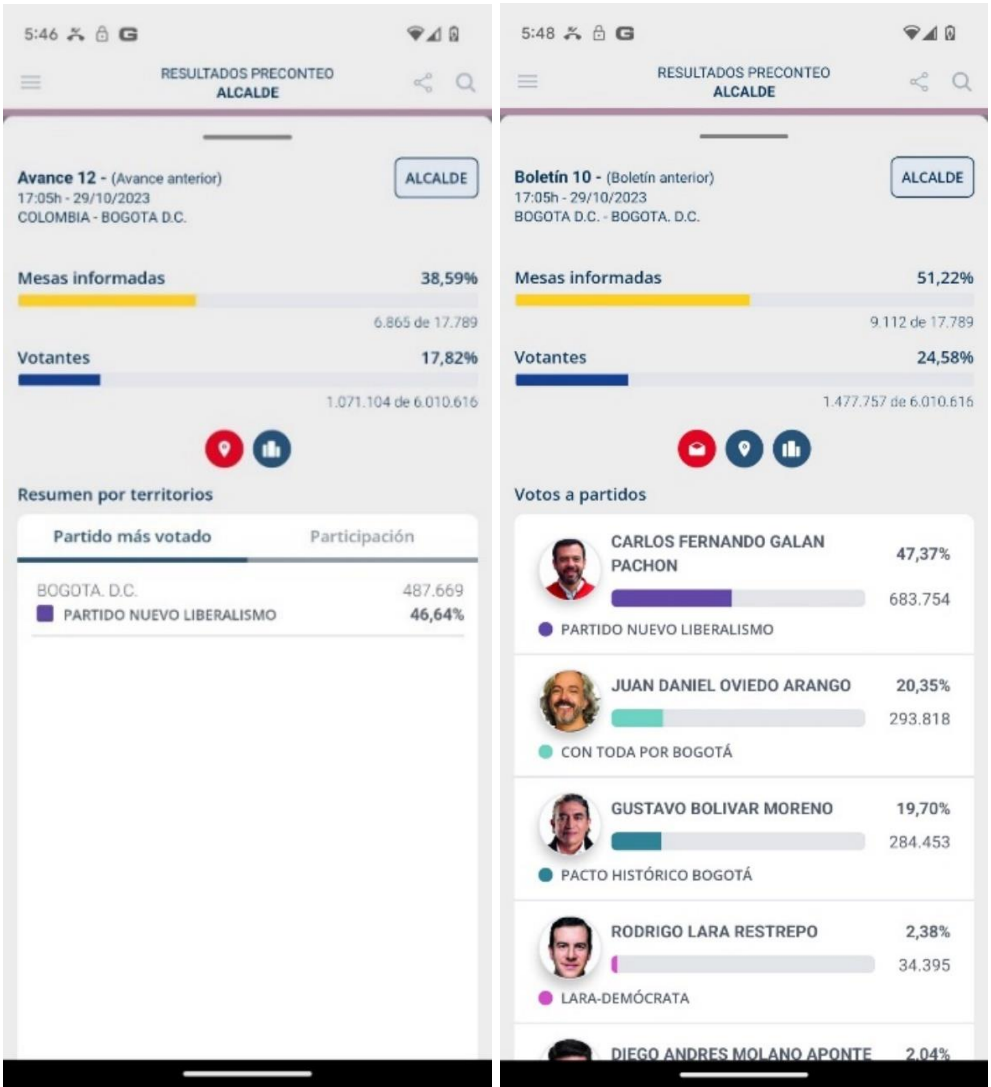 5:46
RESULTADOS PRECONTEO
ALCALDE
Avance 12 - (Avance anterior)
17:05h - 29/10/2023
COLOMBIA - BOGOTA D.C.
ALCALDE
Mesas informadas 38,59%
6.865 de 17.789
Votantes 17,82%
1.071.104 de 6.010.616
Resumen por territorios
Partido más votado Participación
BOGOTA. D.C. 487.669
PARTIDO NUEVO LIBERALISMO 46,64%
5:48
RESULTADOS PRECONTEO
ALCALDE
Boletín 10 - (Boletín anterior)
17:05h - 29/10/2023
BOGOTA D.C. - BOGOTA. D.C.
ALCALDE
Mesas informadas 51,22%
9.112 de 17.789
Votantes 24,58%
1.477.757 de 6.010.616
Votos a partidos
CARLOS FERNANDO GALAN
PACHON
47,37%
683.754
PARTIDO NUEVO LIBERALISMO
JUAN DANIEL OVIEDO ARANGO 20,35%
293.818
CON TODA POR BOGOTÁ
GUSTAVO BOLIVAR MORENO 19,70%
284.453
PACTO HISTÓRICO BOGOTÁ
RODRIGO LARA RESTREPO 2,38%
34.395
LARA-DEMÓCRATA
DIEGO ANDRES MOLANO APONTE 2,04%